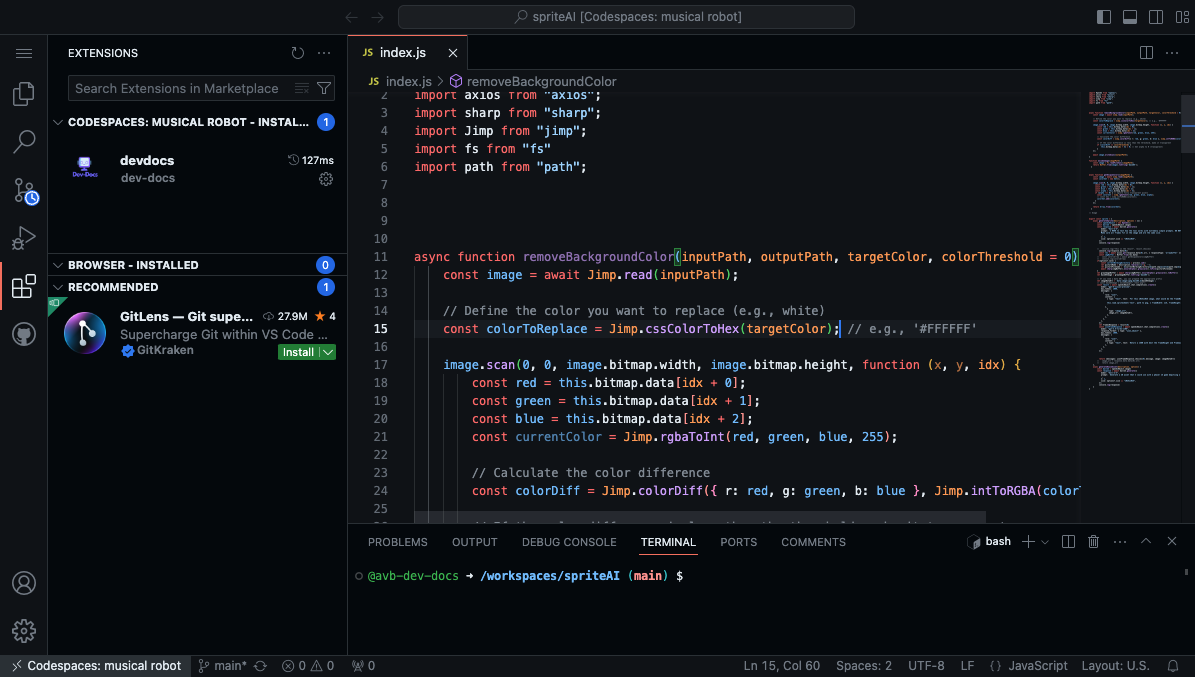 spriteAI [Codespaces: musical robot]
EXTENSIONS
Search Extensions in Marketplace
CODESPACES: MUSICAL ROBOT - INSTAL... 1
devdocs 127ms
dev-docs
Dev-Docs
BROWSER - INSTALLED 0
RECOMMENDED 1
GitLens — Git supe... 27.9M 4
Supercharge Git within VS Code ...
GitKraken
Install
JS index.js
JS index.js > removeBackgroundColor
2 import axios from "axios";
3 import sharp from "sharp";
4 import Jimp from "jimp";
5 import fs from "fs"
6 import path from "path";
7
8
9
10
11 async function removeBackgroundColor(inputPath, outputPath, targetColor, colorThreshold = 0)
12 const image = await Jimp.read(inputPath);
13
14 // Define the color you want to replace (e.g., white)
15 const colorToReplace = Jimp.cssColorToHex(targetColor); // e.g., '#FFFFFF'
16
17 image.scan(0, 0, image.bitmap.width, image.bitmap.height, function (x, y, idx) {
18 const red = this.bitmap.data[idx + 0];
19 const green = this.bitmap.data[idx + 1];
20 const blue = this.bitmap.data[idx + 2];
21 const currentColor = Jimp.rgbaToInt(red, green, blue, 255);
22
23 // Calculate the color difference
24 const colorDiff = Jimp.colorDiff({ r: red, g: green, b: blue }, Jimp.intToRGBA(color
25
PROBLEMS OUTPUT DEBUG CONSOLE TERMINAL PORTS COMMENTS
bash
@avb-dev-docs → /workspaces/spriteAI (main) $
Codespaces: musical robot main* 0 0 0
Ln 15, Col 60 Spaces: 2 UTF-8 LF {} JavaScript Layout: U.S.